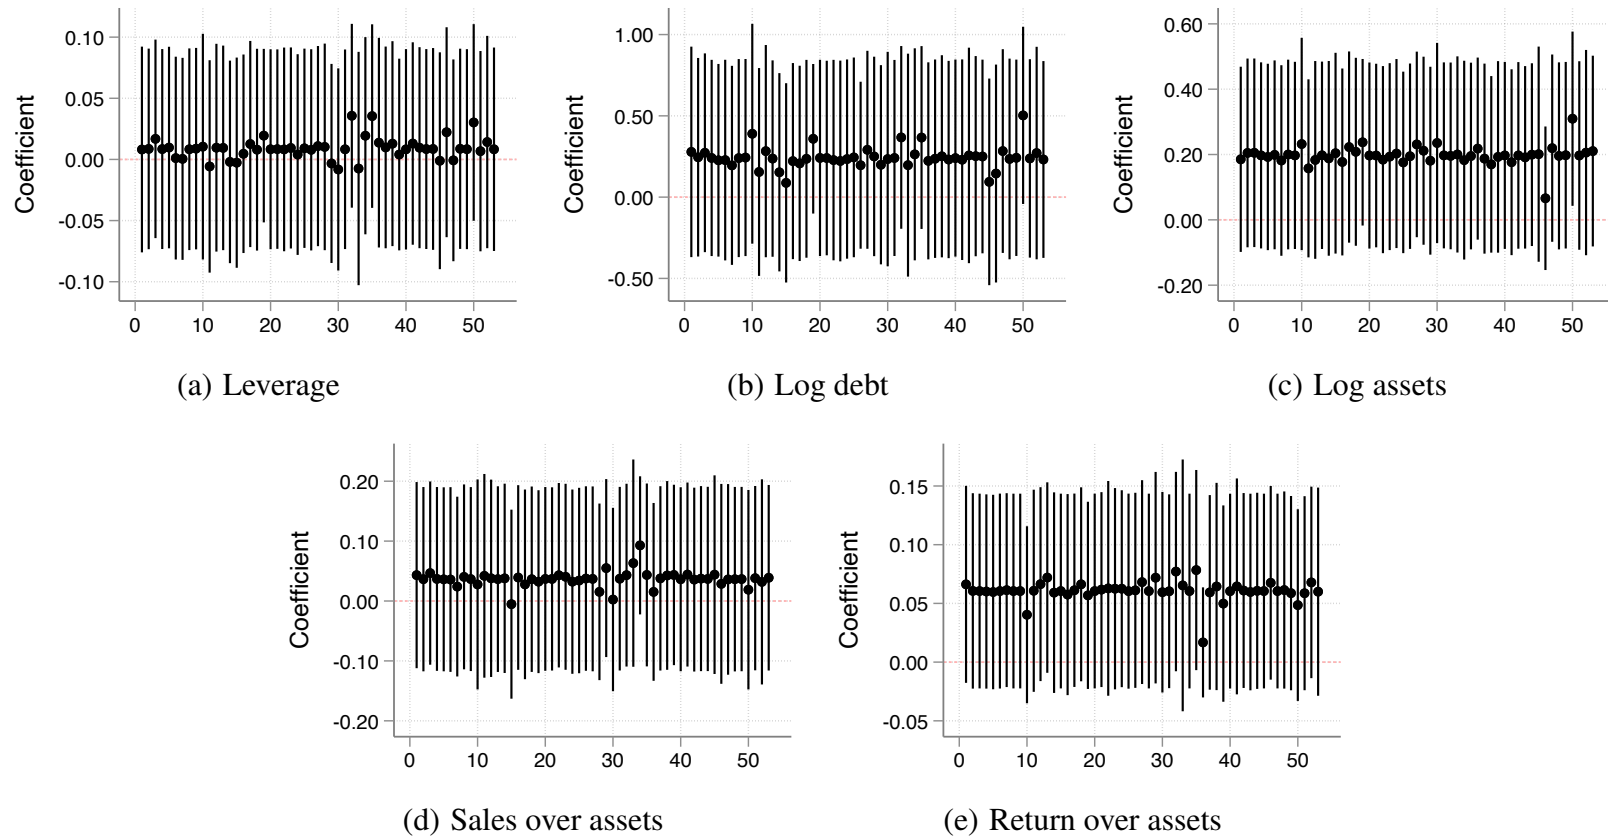 Coefficient
0.10
0.05
0.00
-0.05
-0.10
0 10 20 30 40 50
(a) Leverage
Coefficient
1.00
0.50
0.00
-0.50
0 10 20 30 40 50
(b) Log debt
Coefficient
0.60
0.40
0.20
0.00
-0.20
0 10 20 30 40 50
(c) Log assets
Coefficient
0.20
0.10
0.00
-0.10
-0.20
0 10 20 30 40 50
(d) Sales over assets
Coefficient
0.15
0.10
0.05
0.00
-0.05
0 10 20 30 40 50
(e) Return over assets